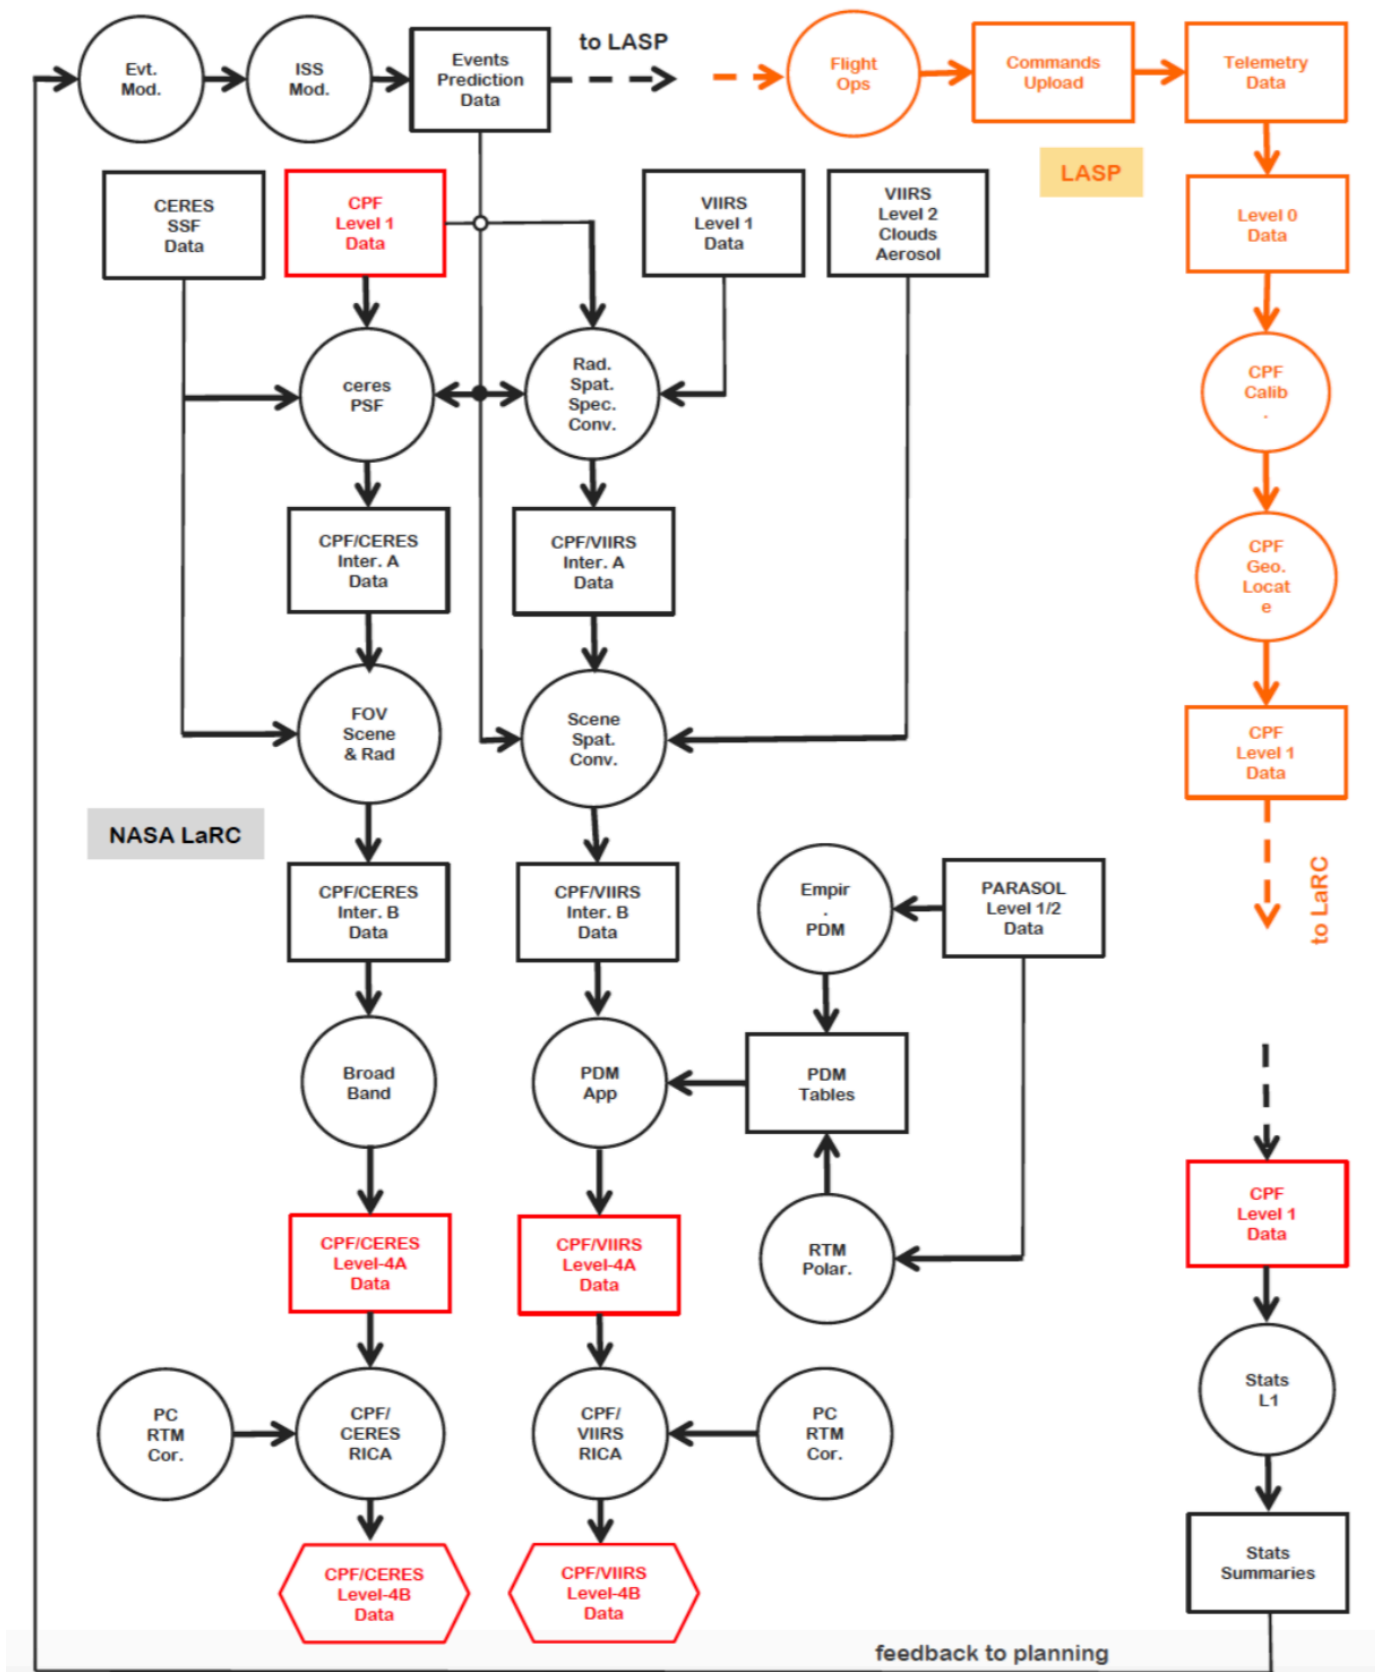 Evt.
Mod.
ISS
Mod.
Events
Prediction
Data
to LASP
Flight
Ops
Commands
Upload
Telemetry
Data
LASP
CERES
SSF
Data
CPF
Level 1
Data
VIIRS
Level 1
Data
VIIRS
Level 2
Clouds
Aerosol
Level 0
Data
ceres
PSF
Rad.
Spat.
Spec.
Conv.
CPF
Calib
.
CPF/CERES
Inter. A
Data
CPF/VIIRS
Inter. A
Data
CPF
Geo.
Locat
e
FOV
Scene
& Rad
Scene
Spat.
Conv.
CPF
Level 1
Data
NASA LaRC
CPF/CERES
Inter. B
Data
CPF/VIIRS
Inter. B
Data
Empir
.
PDM
PARASOL
Level 1/2
Data
to LaRC
Broad
Band
PDM
App
PDM
Tables
CPF/CERES
Level-4A
Data
CPF/VIIRS
Level-4A
Data
RTM
Polar.
CPF
Level 1
Data
PC
RTM
Cor.
CPF/
CERES
RICA
CPF/
VIIRS
RICA
PC
RTM
Cor.
Stats
L1
CPF/CERES
Level-4B
Data
CPF/VIIRS
Level-4B
Data
Stats
Summaries
feedback to planning